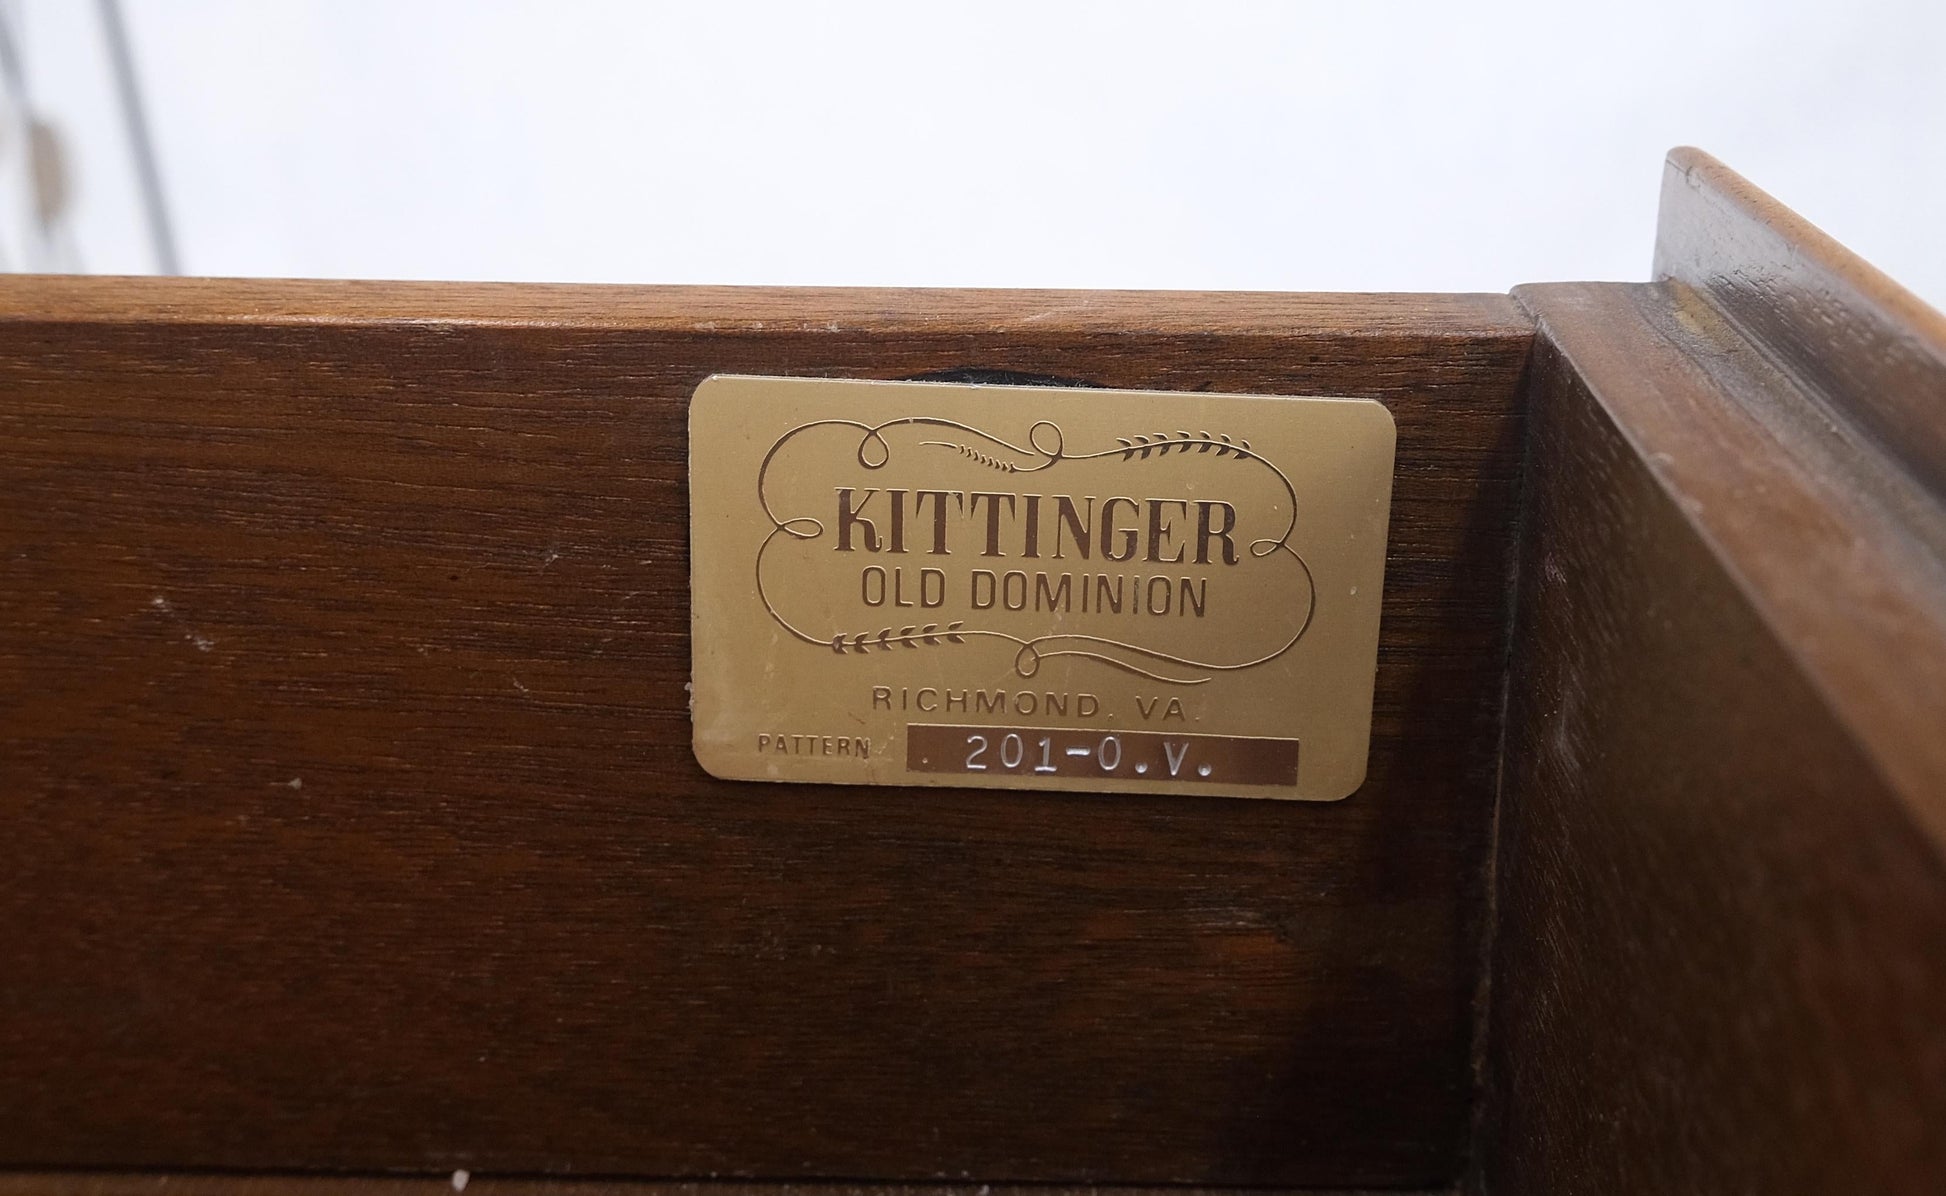 KITTINGER
OLD DOMINION
RICHMOND, VA.
PATTERN 201-O.V.